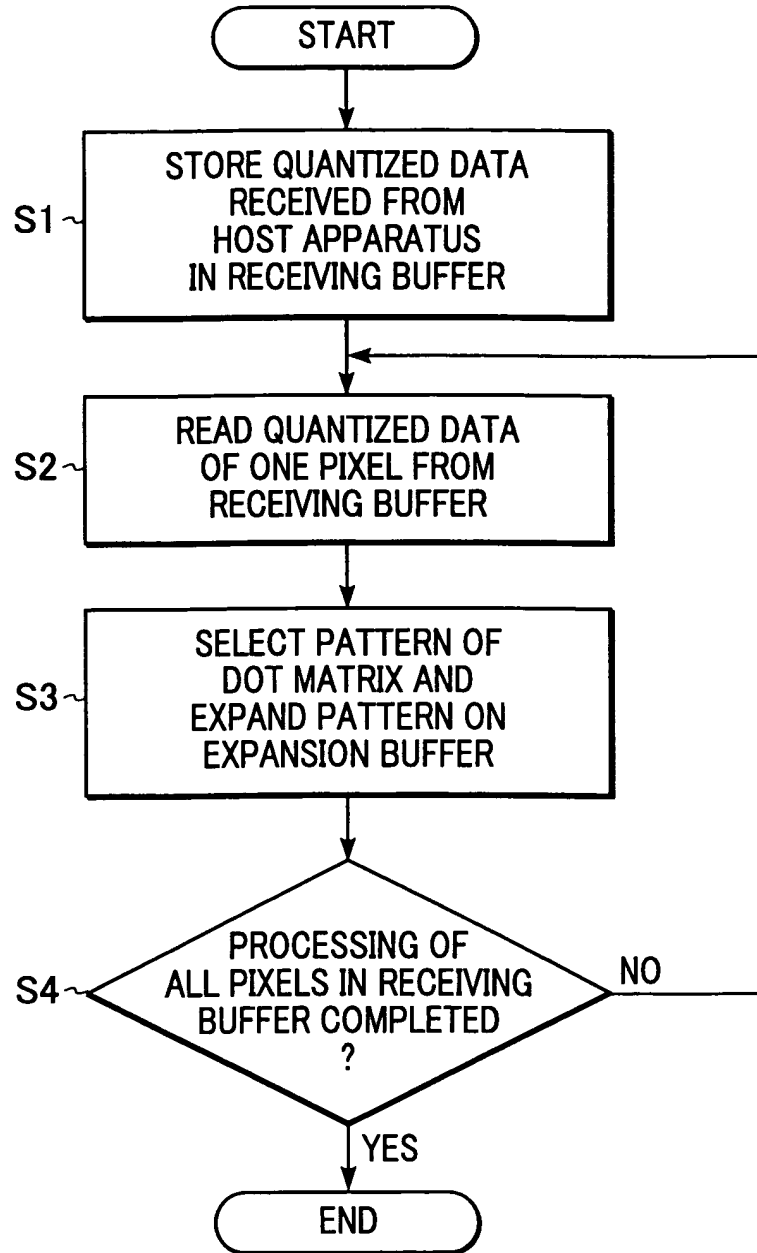 START
S1
STORE QUANTIZED DATA
RECEIVED FROM
HOST APPARATUS
IN RECEIVING BUFFER
S2
READ QUANTIZED DATA
OF ONE PIXEL FROM
RECEIVING BUFFER
S3
SELECT PATTERN OF
DOT MATRIX AND
EXPAND PATTERN ON
EXPANSION BUFFER
S4
PROCESSING OF
ALL PIXELS IN RECEIVING
BUFFER COMPLETED
?
NO
YES
END